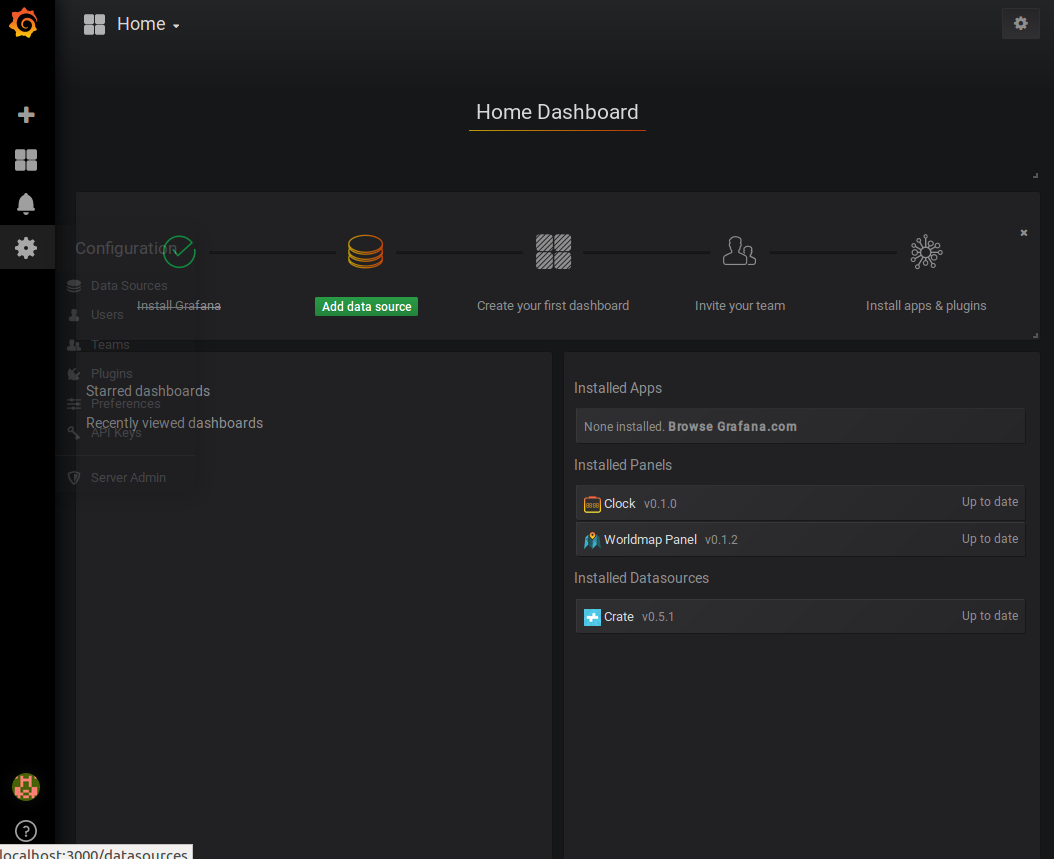 Home
Home Dashboard
Configuration
Data Sources
Users
Teams
Plugins
Preferences
API Keys
Server Admin
Install Grafana
Add data source
Create your first dashboard
Invite your team
Install apps & plugins
Starred dashboards
Recently viewed dashboards
Installed Apps
None installed. Browse Grafana.com
Installed Panels
Clock v0.1.0 Up to date
Worldmap Panel v0.1.2 Up to date
Installed Datasources
Crate v0.5.1 Up to date
localhost:3000/datasources